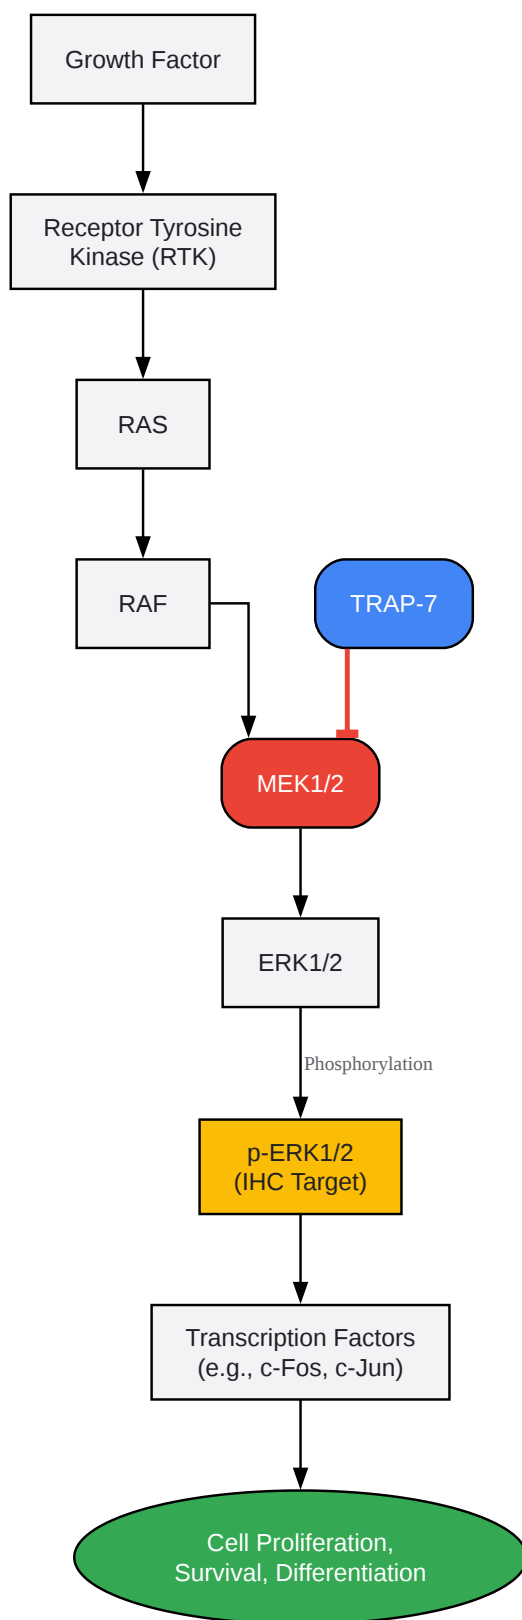 Growth Factor
Receptor Tyrosine
Kinase (RTK)
RAS
RAF
TRAP-7
MEK1/2
ERK1/2
Phosphorylation
p-ERK1/2
(IHC Target)
Transcription Factors
(e.g., c-Fos, c-Jun)
Cell Proliferation,
Survival, Differentiation